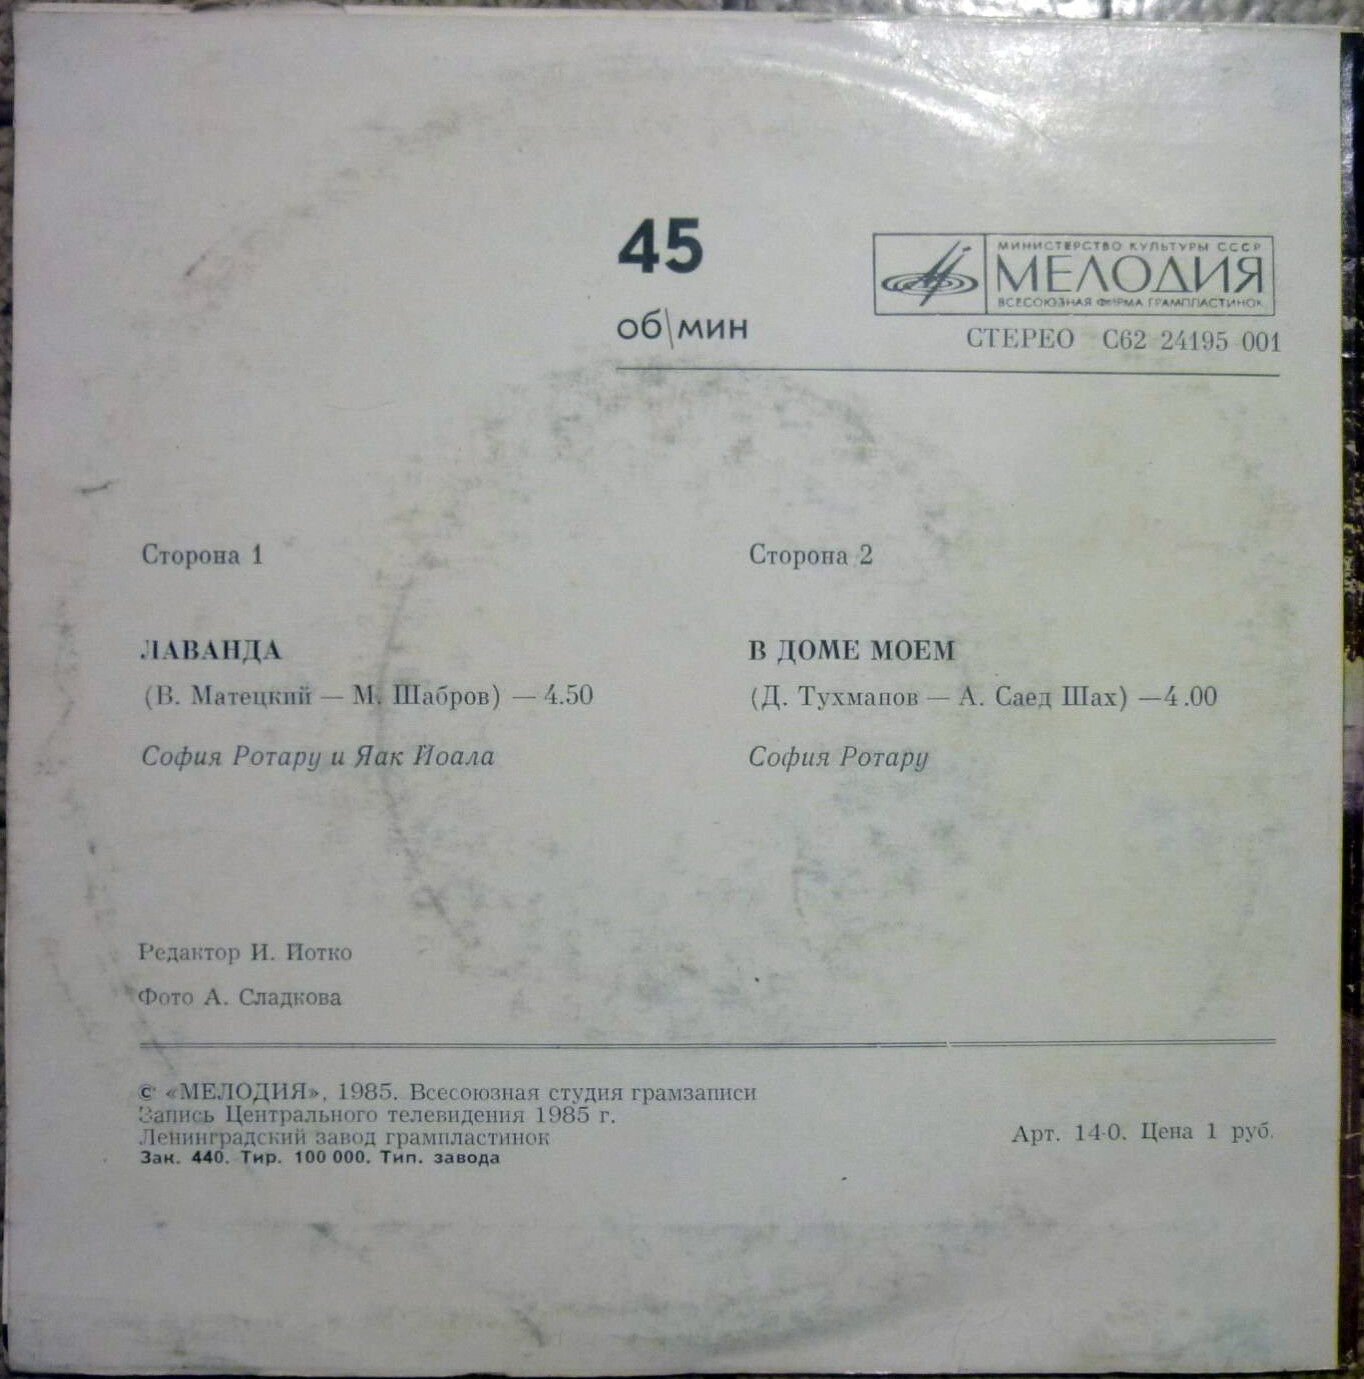 45
об\мин
МИНИСТЕРСТВО КУЛЬТУРЫ СССР
МЕЛОДИЯ
ВСЕСОЮЗНАЯ ФИРМА ГРАМПЛАСТИНОК
СТЕРЕО С62 24195 001
Сторона 1
ЛАВАНДА
(В. Матецкий — М. Шабров) — 4.50
София Ротару и Яак Йоала
Сторона 2
В ДОМЕ МОЕМ
(Д. Тухманов — А. Саед Шах) —4.00
София Ротару
Редактор И. Йотко
Фото А. Сладкова
© «МЕЛОДИЯ», 1985. Всесоюзная студия грамзаписи
Запись Центрального телевидения 1985 г.
Ленинградский завод грампластинок
Зак. 440. Тир. 100 000. Тип. завода
Арт. 14-0. Цена 1 руб.